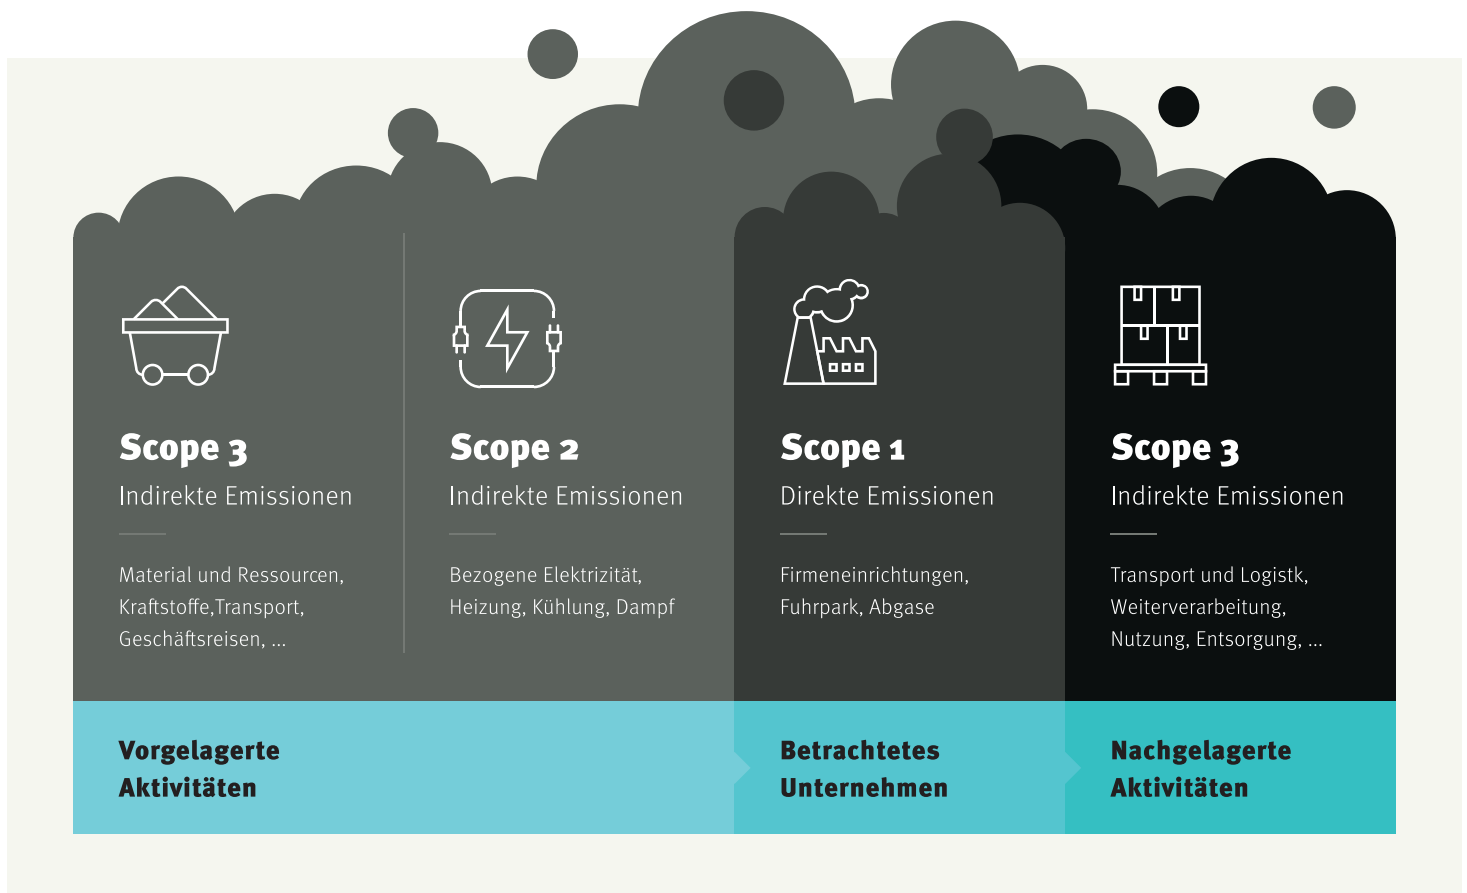 Scope 3
Indirekte Emissionen
Material und Ressourcen,
Kraftstoffe,Transport,
Geschäftsreisen, ...
Scope 2
Indirekte Emissionen
Bezogene Elektrizität,
Heizung, Kühlung, Dampf
Scope 1
Direkte Emissionen
Firmeneinrichtungen,
Fuhrpark, Abgase
Scope 3
Indirekte Emissionen
Transport und Logistk,
Weiterverarbeitung,
Nutzung, Entsorgung, ...
Vorgelagerte
Aktivitäten
Betrachtetes
Unternehmen
Nachgelagerte
Aktivitäten